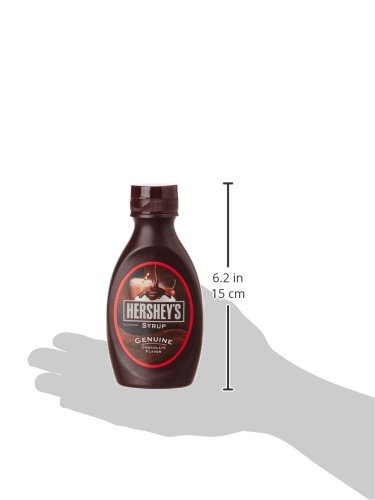 HERSHEY'S
SYRUP
GENUINE
CHOCOLATE
FLAVOR
6.2 in
15 cm